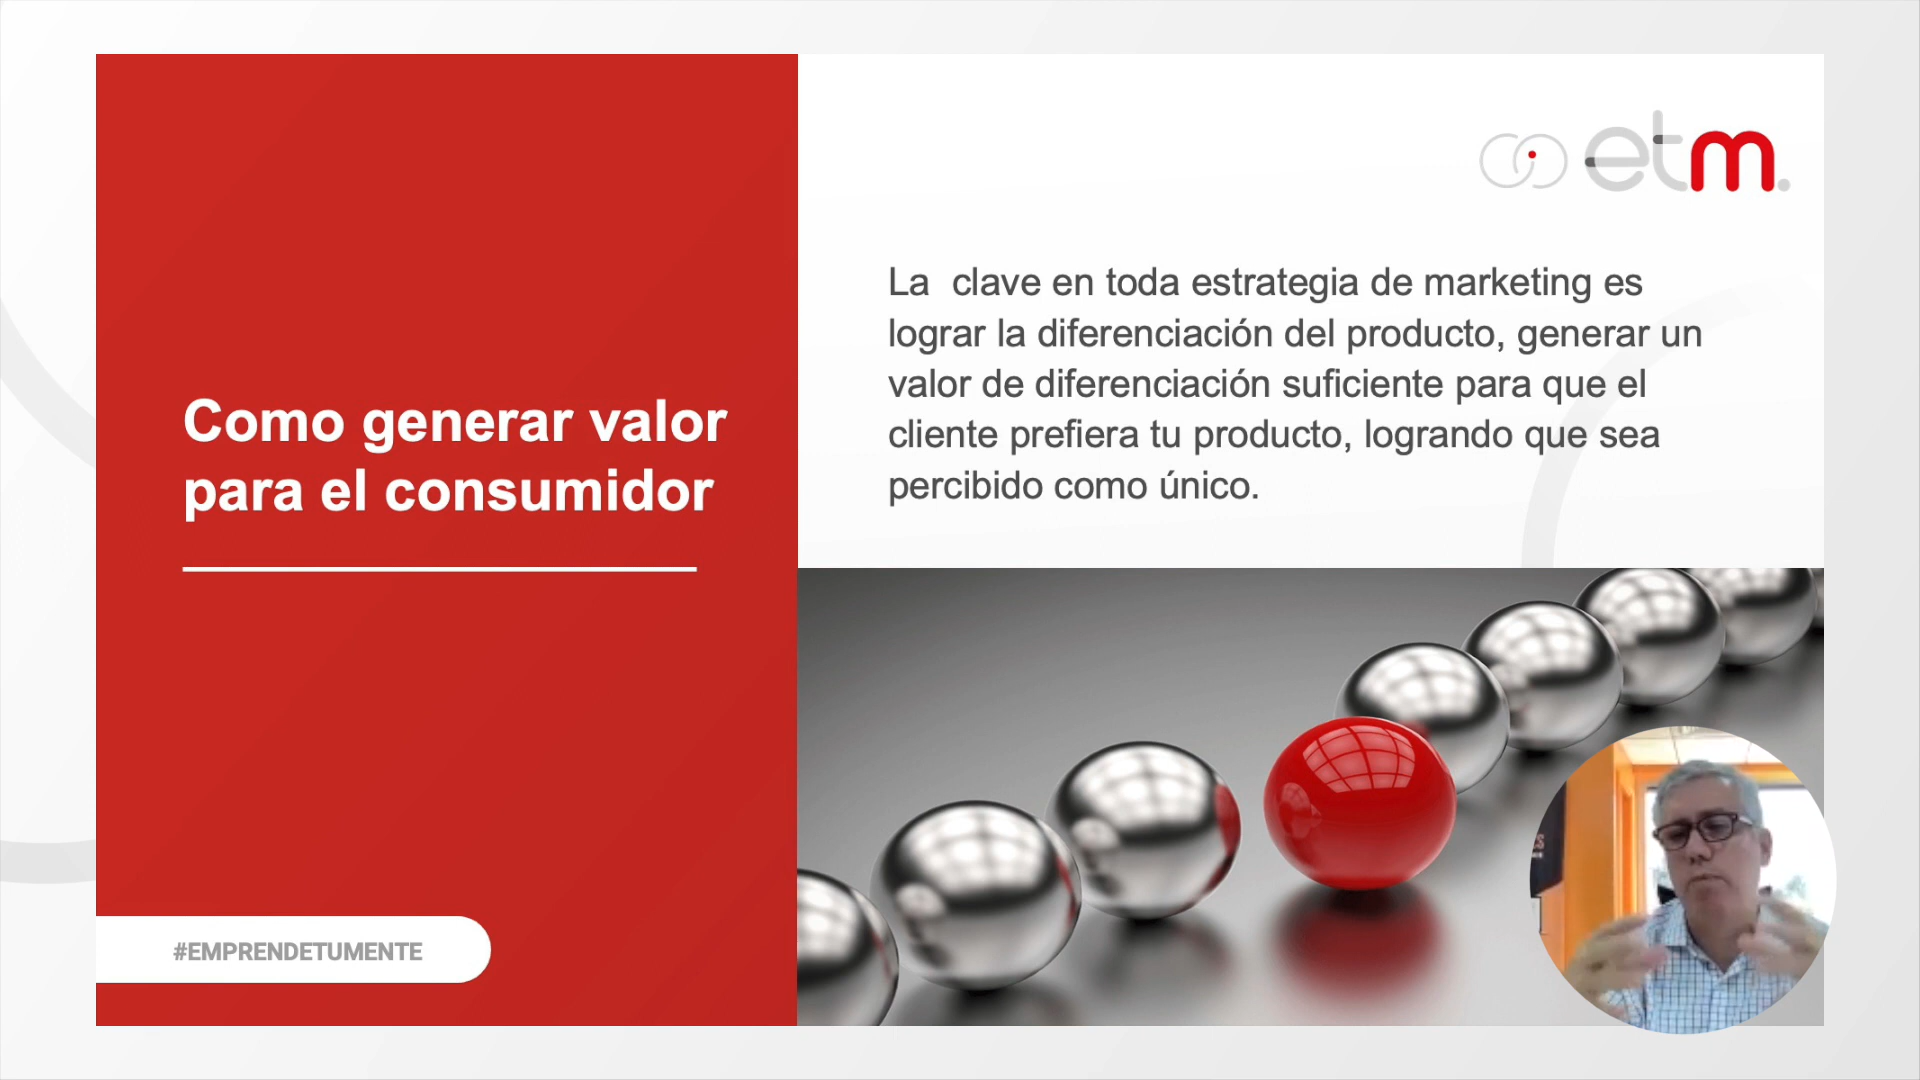 Como generar valor
para el consumidor
#EMPRENDETUMENTE
etm.
La  clave en toda estrategia de marketing es
lograr la diferenciación del producto, generar un
valor de diferenciación suficiente para que el
cliente prefiera tu producto, logrando que sea
percibido como único.